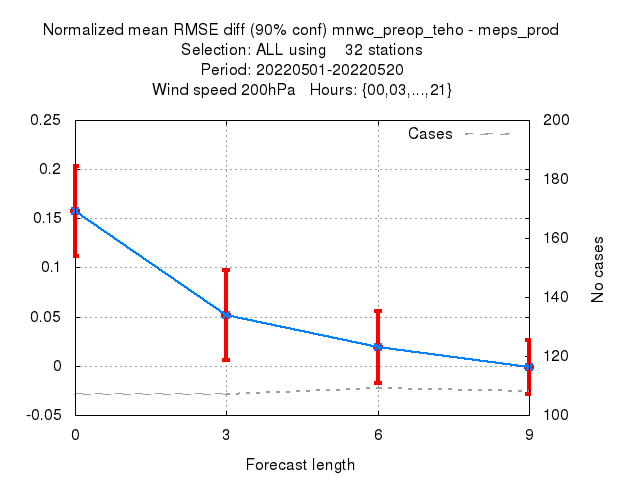 Normalized mean RMSE diff (90% conf) mnwc_preop_teho - meps_prod
Selection: ALL using    32 stations
Period: 20220501-20220520
Wind speed 200hPa   Hours: {00,03,...,21}
Cases
0.25
0.2
0.15
0.1
0.05
0
-0.05
200
180
160
140
120
100
No cases
0 3 6 9
Forecast length